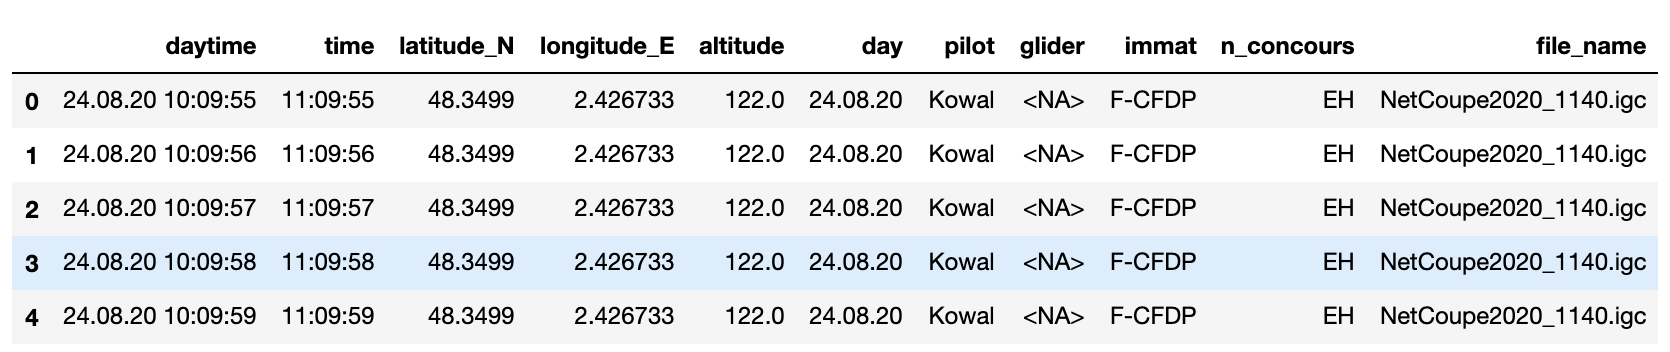 daytime time latitude_N longitude_E altitude day pilot glider immat n_concours file_name
0 24.08.20 10:09:55 11:09:55 48.3499 2.426733 122.0 24.08.20 Kowal <NA> F-CFDP EH NetCoupe2020_1140.igc
1 24.08.20 10:09:56 11:09:56 48.3499 2.426733 122.0 24.08.20 Kowal <NA> F-CFDP EH NetCoupe2020_1140.igc
2 24.08.20 10:09:57 11:09:57 48.3499 2.426733 122.0 24.08.20 Kowal <NA> F-CFDP EH NetCoupe2020_1140.igc
3 24.08.20 10:09:58 11:09:58 48.3499 2.426733 122.0 24.08.20 Kowal <NA> F-CFDP EH NetCoupe2020_1140.igc
4 24.08.20 10:09:59 11:09:59 48.3499 2.426733 122.0 24.08.20 Kowal <NA> F-CFDP EH NetCoupe2020_1140.igc